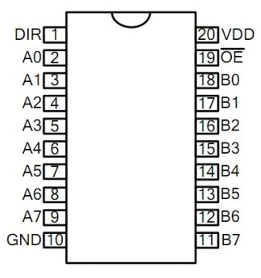 DIR 1 20 VDD
A0 2 19 O̅E̅
A1 3 18 B0
A2 4 17 B1
A3 5 16 B2
A4 6 15 B3
A5 7 14 B4
A6 8 13 B5
A7 9 12 B6
GND 10 11 B7